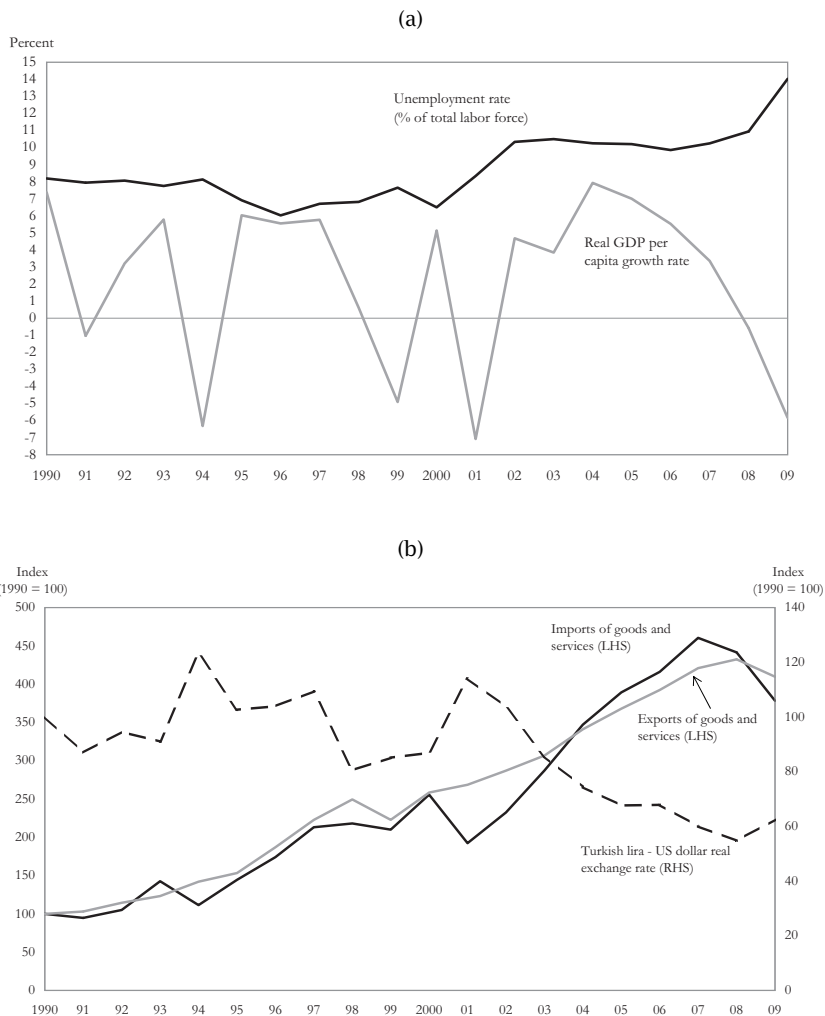 (a)
Percent
15
14
13
12
11
10
9
8
7
6
5
4
3
2
1
0
-1
-2
-3
-4
-5
-6
-7
-8
Unemployment rate
(% of total labor force)
Real GDP per
capita growth rate
1990 91 92 93 94 95 96 97 98 99 2000 01 02 03 04 05 06 07 08 09
(b)
Index
(1990 = 100)
Index
(1990 = 100)
500
450
400
350
300
250
200
150
100
50
0
140
120
100
80
60
40
20
0
Imports of goods and
services (LHS)
Exports of goods and
services (LHS)
Turkish lira - US dollar real
exchange rate (RHS)
1990 91 92 93 94 95 96 97 98 99 2000 01 02 03 04 05 06 07 08 09